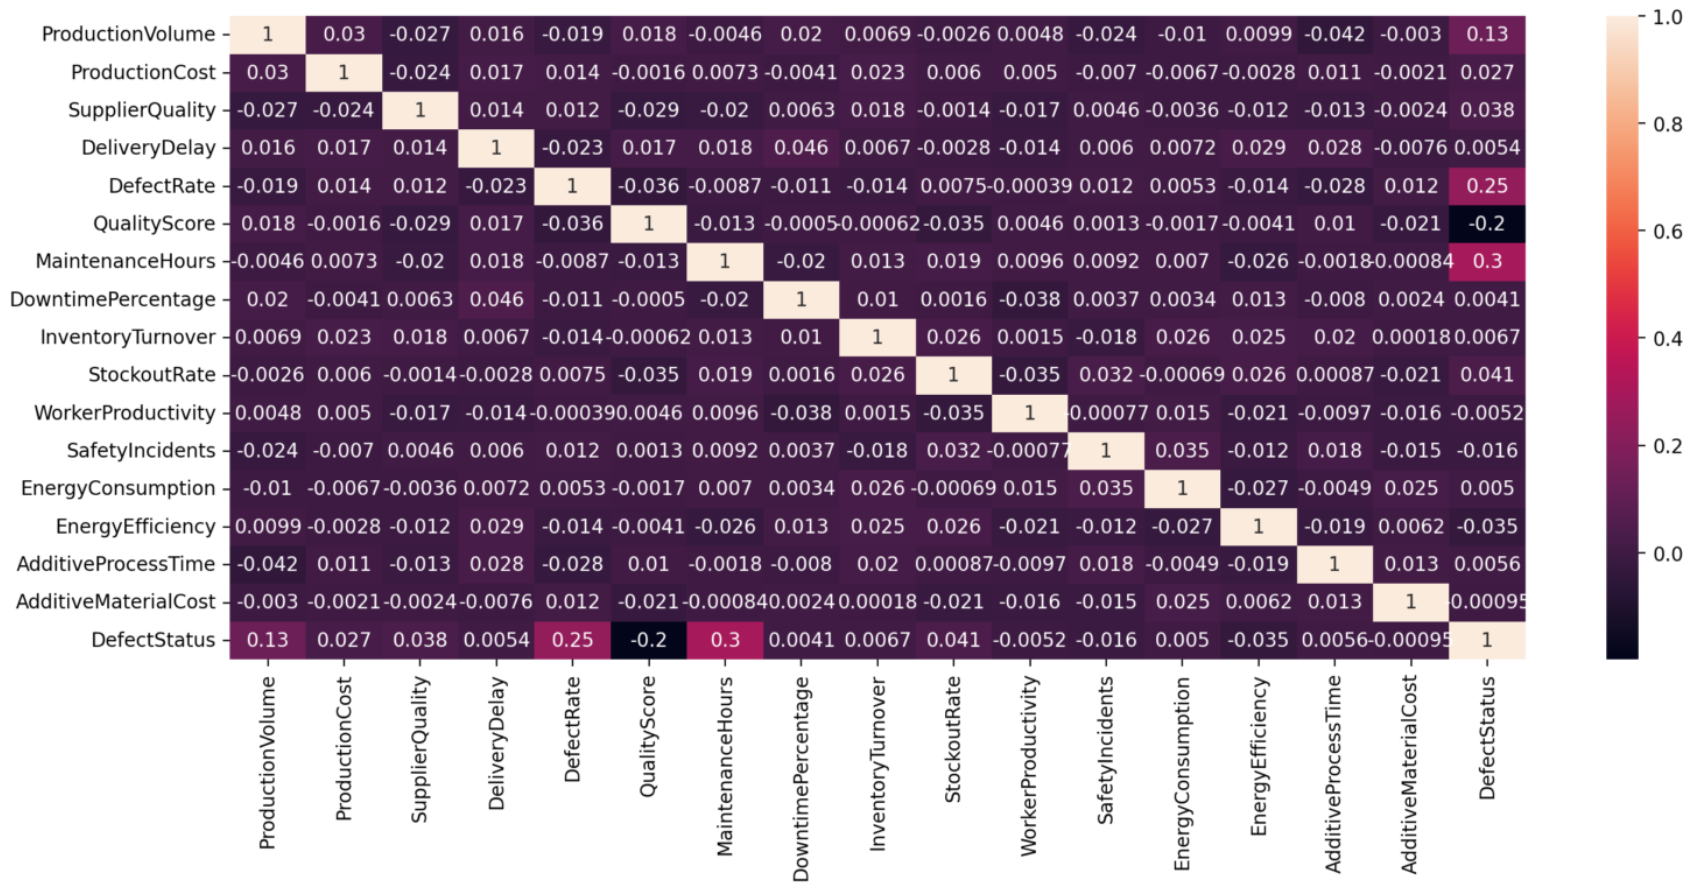 ProductionVolume 1 0.03 -0.027 0.016 -0.019 0.018 -0.0046 0.02 0.0069 -0.0026 0.0048 -0.024 -0.01 0.0099 -0.042 -0.003 0.13 1.0
ProductionCost 0.03 1 -0.024 0.017 0.014 -0.0016 0.0073 -0.0041 0.023 0.006 0.005 -0.007 -0.0067 -0.0028 0.011 -0.0021 0.027
SupplierQuality -0.027 -0.024 1 0.014 0.012 -0.029 -0.02 0.0063 0.018 -0.0014 -0.017 0.0046 -0.0036 -0.012 -0.013 -0.0024 0.038 0.8
DeliveryDelay 0.016 0.017 0.014 1 -0.023 0.017 0.018 0.046 0.0067 -0.0028 -0.014 0.006 0.0072 0.029 0.028 -0.0076 0.0054
DefectRate -0.019 0.014 0.012 -0.023 1 -0.036 -0.0087 -0.011 -0.014 0.0075 -0.00039 0.012 0.0053 -0.014 -0.028 0.012 0.25
QualityScore 0.018 -0.0016 -0.029 0.017 -0.036 1 -0.013 -0.0005 -0.00062 -0.035 0.0046 0.0013 -0.0017 -0.0041 0.01 -0.021 -0.2 0.6
MaintenanceHours -0.0046 0.0073 -0.02 0.018 -0.0087 -0.013 1 -0.02 0.013 0.019 0.0096 0.0092 0.007 -0.026 -0.0018 -0.00084 0.3
DowntimePercentage 0.02 -0.0041 0.0063 0.046 -0.011 -0.0005 -0.02 1 0.01 0.0016 -0.038 0.0037 0.0034 0.013 -0.008 0.0024 0.0041
InventoryTurnover 0.0069 0.023 0.018 0.0067 -0.014 -0.00062 0.013 0.01 1 0.026 0.0015 -0.018 0.026 0.025 0.02 0.00018 0.0067 0.4
StockoutRate -0.0026 0.006 -0.0014 -0.0028 0.0075 -0.035 0.019 0.0016 0.026 1 -0.035 0.032 -0.00069 0.026 0.00087 -0.021 0.041
WorkerProductivity 0.0048 0.005 -0.017 -0.014 -0.00039 0.0046 0.0096 -0.038 0.0015 -0.035 1 -0.00077 0.015 -0.021 -0.0097 -0.016 -0.0052
SafetyIncidents -0.024 -0.007 0.0046 0.006 0.012 0.0013 0.0092 0.0037 -0.018 0.032 -0.00077 1 0.035 -0.012 0.018 -0.015 -0.016 0.2
EnergyConsumption -0.01 -0.0067 -0.0036 0.0072 0.0053 -0.0017 0.007 0.0034 0.026 -0.00069 0.015 0.035 1 -0.027 -0.0049 0.025 0.005
EnergyEfficiency 0.0099 -0.0028 -0.012 0.029 -0.014 -0.0041 -0.026 0.013 0.025 0.026 -0.021 -0.012 -0.027 1 -0.019 0.0062 -0.035
AdditiveProcessTime -0.042 0.011 -0.013 0.028 -0.028 0.01 -0.0018 -0.008 0.02 0.00087 -0.0097 0.018 -0.0049 -0.019 1 0.013 0.0056 0.0
AdditiveMaterialCost -0.003 -0.0021 -0.0024 -0.0076 0.012 -0.021 -0.00084 0.0024 0.00018 -0.021 -0.016 -0.015 0.025 0.0062 0.013 1 -0.00095
DefectStatus 0.13 0.027 0.038 0.0054 0.25 -0.2 0.3 0.0041 0.0067 0.041 -0.0052 -0.016 0.005 -0.035 0.0056 -0.00095 1
ProductionVolume
ProductionCost
SupplierQuality
DeliveryDelay
DefectRate
QualityScore
MaintenanceHours
DowntimePercentage
InventoryTurnover
StockoutRate
WorkerProductivity
SafetyIncidents
EnergyConsumption
EnergyEfficiency
AdditiveProcessTime
AdditiveMaterialCost
DefectStatus